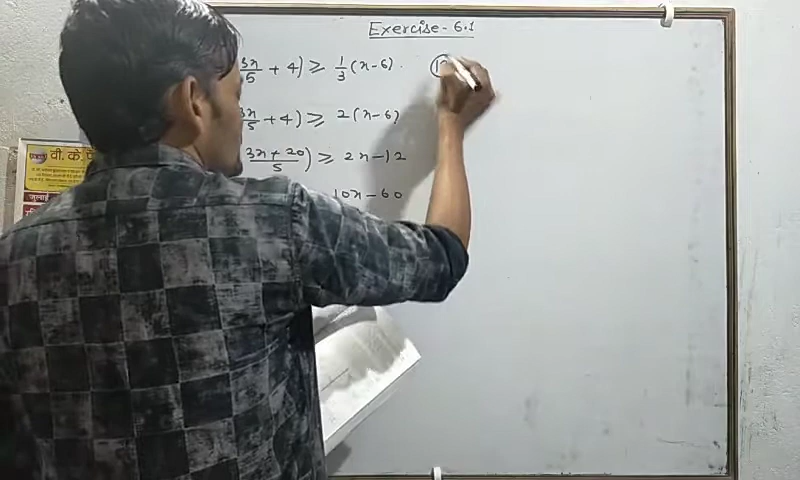 Exercise-6.1
3x/5 + 4) ≥ 1/3 (x-6).
3x/5 + 4) ≥ 2(x-6)
(3x + 20)/5) ≥ 2x-12
10x-60
वी. के.
जुलाई